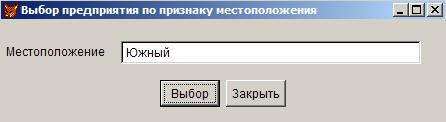 Выбор предприятия по признаку местоположения
Местоположение Южный
Выбор Закрыть